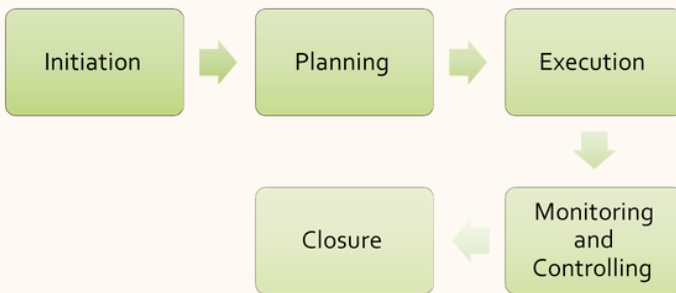 Initiation
Planning
Execution
Monitoring
and
Controlling
Closure